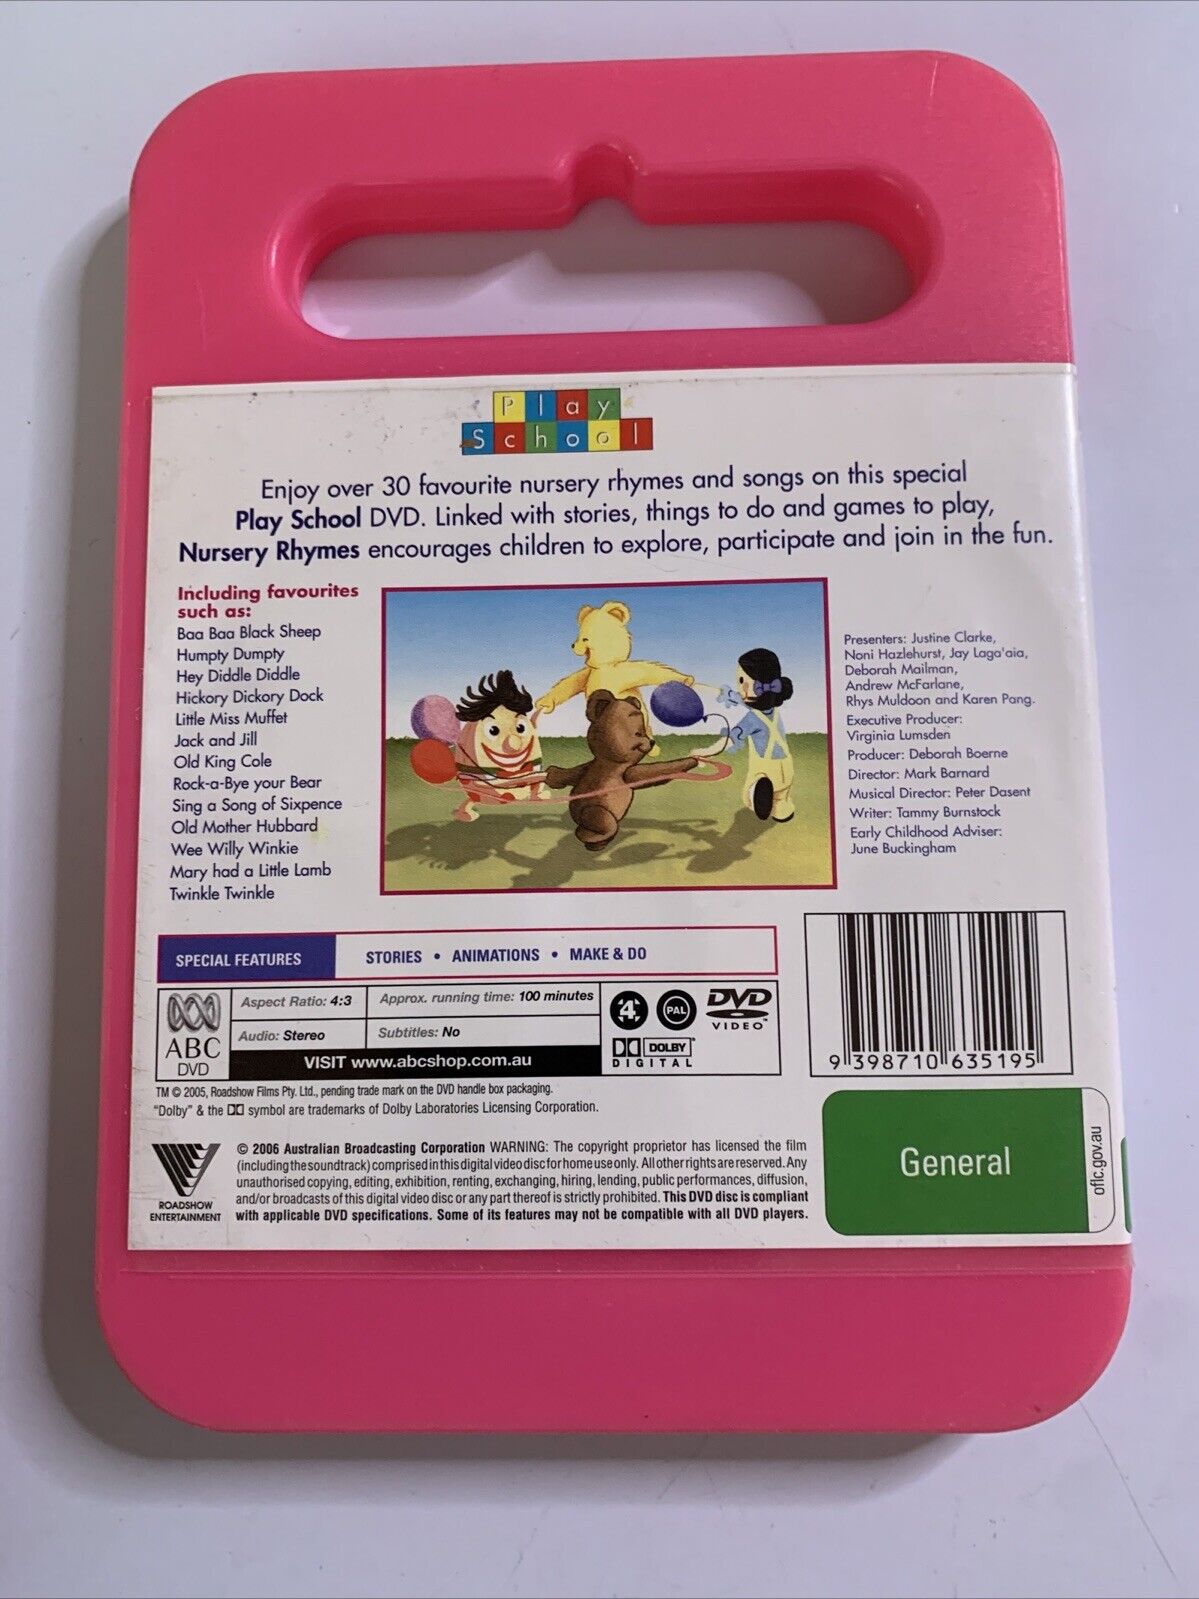 Play
School
Enjoy over 30 favourite nursery rhymes and songs on this special
Play School DVD. Linked with stories, things to do and games to play,
Nursery Rhymes encourages children to explore, participate and join in the fun.
Including favourites
such as:
Baa Baa Black Sheep
Humpty Dumpty
Hey Diddle Diddle
Hickory Dickory Dock
Little Miss Muffet
Jack and Jill
Old King Cole
Rock-a-Bye your Bear
Sing a Song of Sixpence
Old Mother Hubbard
Wee Willy Winkie
Mary had a Little Lamb
Twinkle Twinkle
Presenters: Justine Clarke,
Noni Hazlehurst, Jay Laga'aia,
Deborah Mailman,
Andrew McFarlane,
Rhys Muldoon and Karen Pang.
Executive Producer:
Virginia Lumsden
Producer: Deborah Boerne
Director: Mark Barnard
Musical Director: Peter Dasent
Writer: Tammy Burnstock
Early Childhood Adviser:
June Buckingham
SPECIAL FEATURES STORIES • ANIMATIONS • MAKE & DO
ABC
DVD
Aspect Ratio: 4:3 Approx. running time: 100 minutes
Audio: Stereo Subtitles: No
VISIT www.abcshop.com.au
4 PAL DVD
VIDEO™
DOLBY
DIGITAL
9 398710 635195
TM © 2005, Roadshow Films Pty. Ltd., pending trade mark on the DVD handle box packaging.
"Dolby" & the symbol are trademarks of Dolby Laboratories Licensing Corporation.
ROADSHOW
ENTERTAINMENT
© 2006 Australian Broadcasting Corporation WARNING: The copyright proprietor has licensed the film
(including the soundtrack) comprised in this digital video disc for home use only. All other rights are reserved. Any
unauthorised copying, editing, exhibition, renting, exchanging, hiring, lending, public performances, diffusion,
and/or broadcasts of this digital video disc or any part thereof is strictly prohibited. This DVD disc is compliant
with applicable DVD specifications. Some of its features may not be compatible with all DVD players.
General
oflc.gov.au